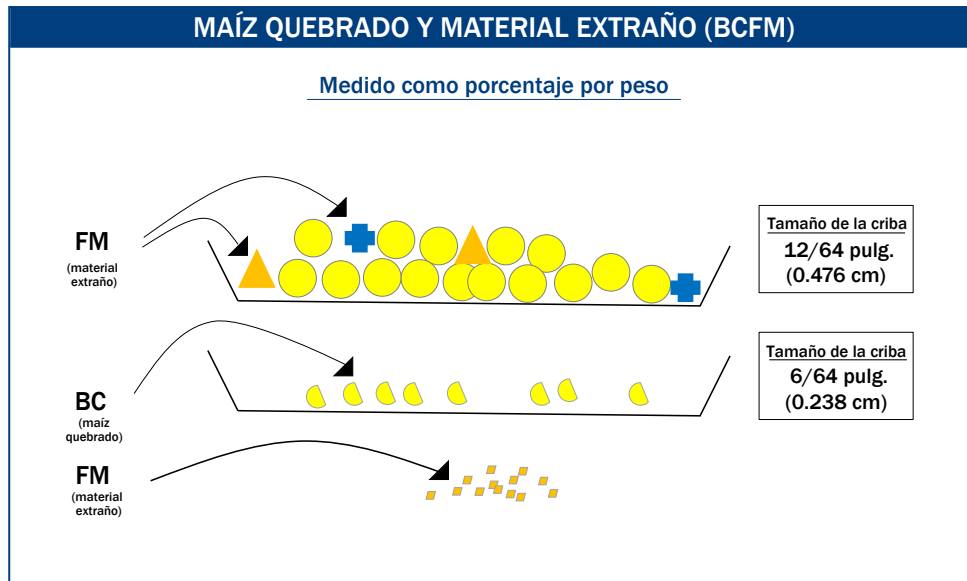 MAÍZ QUEBRADO Y MATERIAL EXTRAÑO (BCFM)
Medido como porcentaje por peso
FM
(material
extraño)
Tamaño de la criba
12/64 pulg.
(0.476 cm)
BC
(maíz
quebrado)
Tamaño de la criba
6/64 pulg.
(0.238 cm)
FM
(material
extraño)